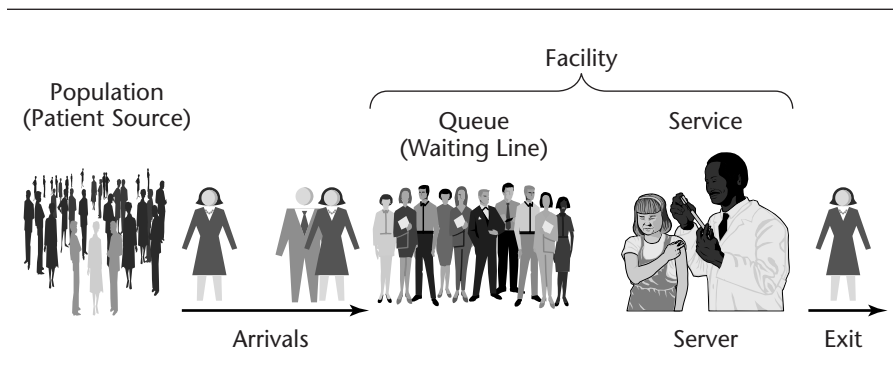 Facility
Population
(Patient Source)
Queue
(Waiting Line)
Service
Arrivals
Server
Exit